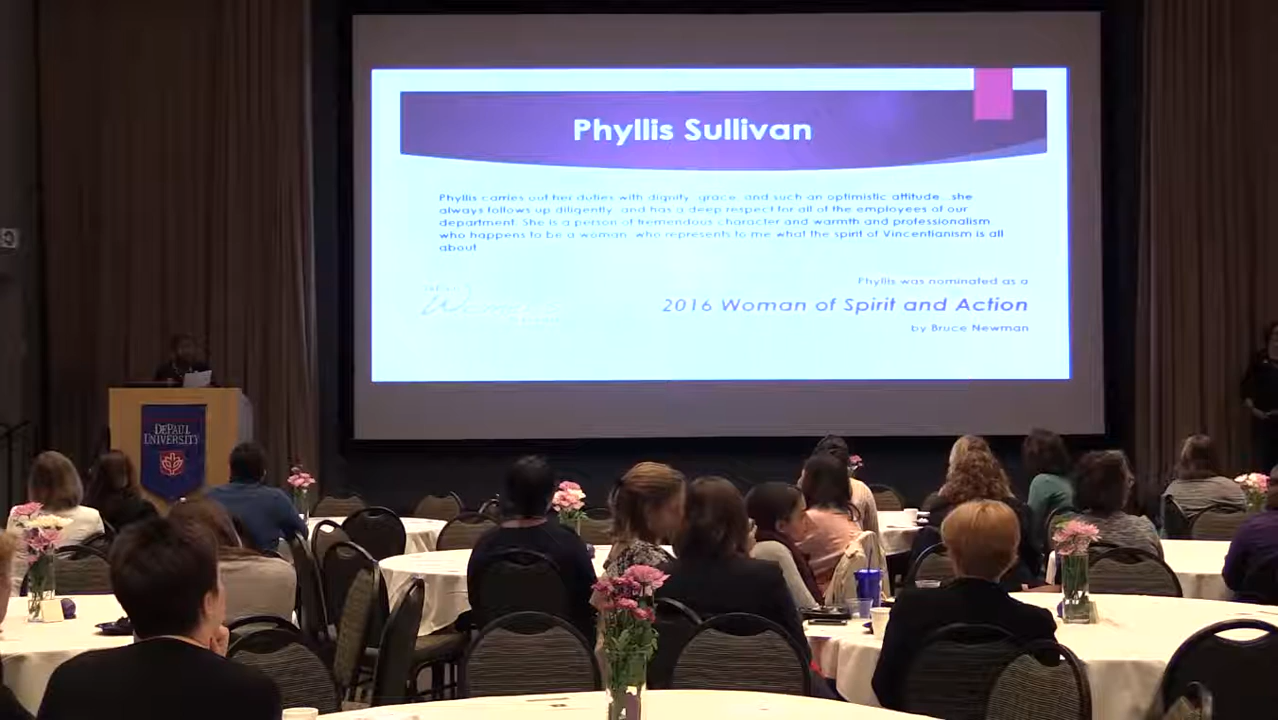 Phyllis Sullivan
Phyllis carries out her duties with dignity, grace, and such an optimistic attitude...she
always follows up diligently, and has a deep respect for all of the employees of our
department. She is a person of tremendous character and warmth and professionalism
who happens to be a woman, who represents to me what the spirit of Vincentianism is all
about
Phyllis was nominated as a
2016 Woman of Spirit and Action
by Bruce Newman
DEPAUL
UNIVERSITY